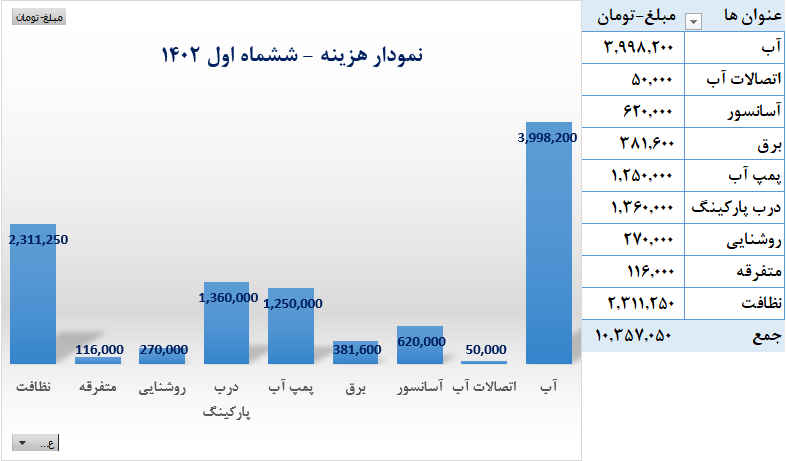 عنوان ها مبلغ-تومان
آب ۳,۹۹۸,۲۰۰
اتصالات آب ۵۰,۰۰۰
آسانسور ۶۲۰,۰۰۰
برق ۳۸۱,۶۰۰
پمپ آب ۱,۲۵۰,۰۰۰
درب پارکینگ ۱,۳۶۰,۰۰۰
روشنایی ۲۷۰,۰۰۰
متفرقه ۱۱۶,۰۰۰
نظافت ۲,۳۱۱,۲۵۰
جمع ۱۰,۳۵۷,۰۵۰
مبلغ-تومان
نمودار هزینه - ششماه اول ۱۴۰۲
3,998,200
50,000
620,000
381,600
1,250,000
1,360,000
270,000
116,000
2,311,250
آب
اتصالات آب
آسانسور
برق
پمپ آب
درب
پارکینگ
روشنایی
متفرقه
نظافت
ع...